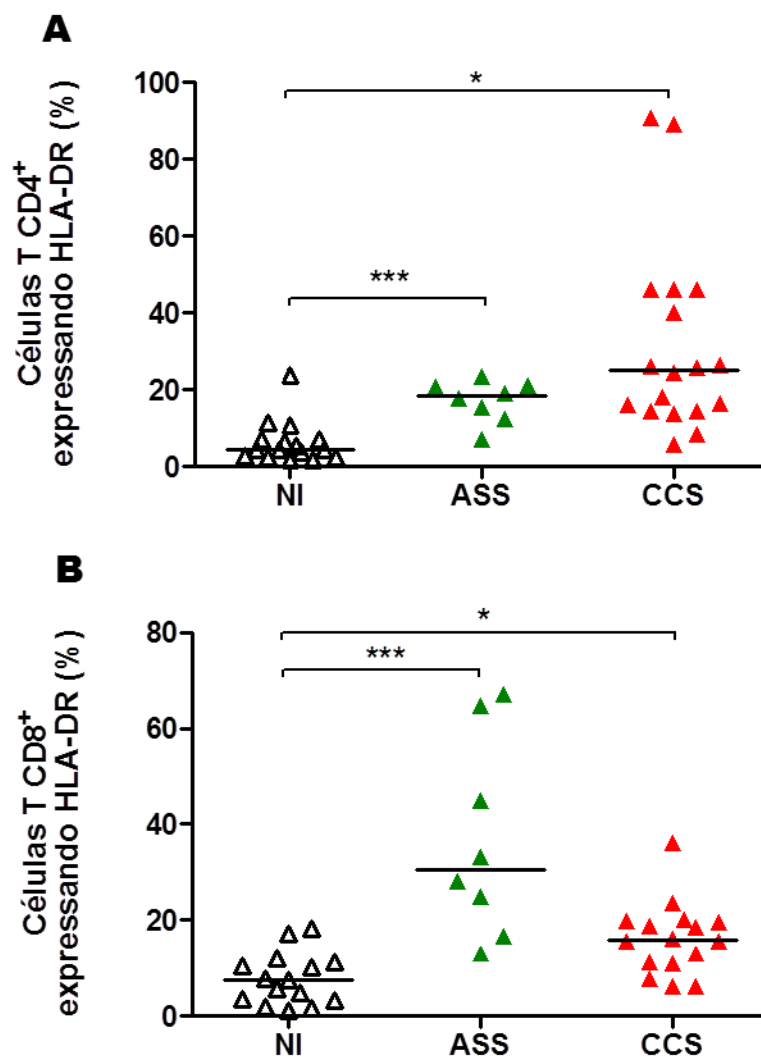 A
Células T CD4+
expressando HLA-DR (%)
100
80
60
40
20
0
*
***
NI ASS CCS
B
Células T CD8+
expressando HLA-DR (%)
80
60
40
20
0
*
***
NI ASS CCS